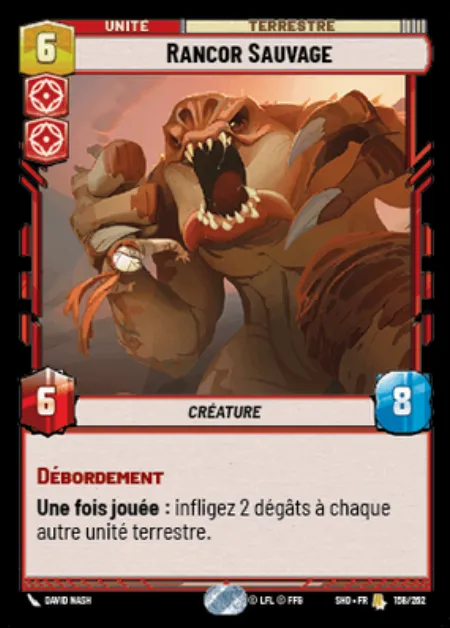 UNITÉ
TERRESTRE
6
RANCOR SAUVAGE
6
CRÉATURE
8
DÉBORDEMENT
Une fois jouée : infligez 2 dégâts à chaque
autre unité terrestre.
DAVID NASH
© LFL © FFG
SHD • FR
156/262